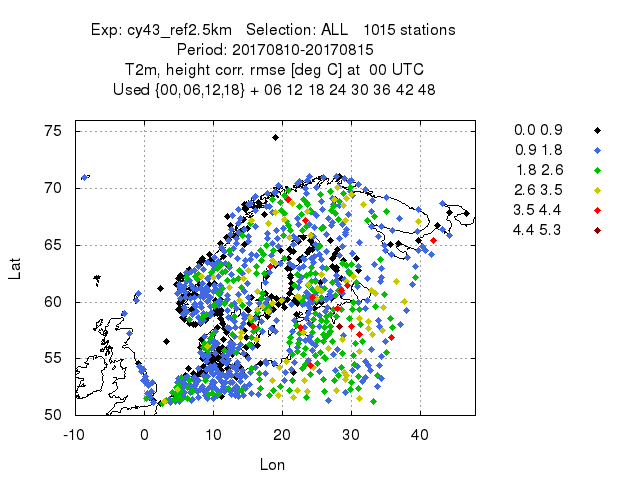 Exp: cy43_ref2.5km Selection: ALL 1015 stations
Period: 20170810-20170815
T2m, height corr. rmse [deg C] at 00 UTC
Used {00,06,12,18} + 06 12 18 24 30 36 42 48
0.0 0.9
0.9 1.8
1.8 2.6
2.6 3.5
3.5 4.4
4.4 5.3
75
70
65
60
55
50
Lat
-10 0 10 20 30 40
Lon